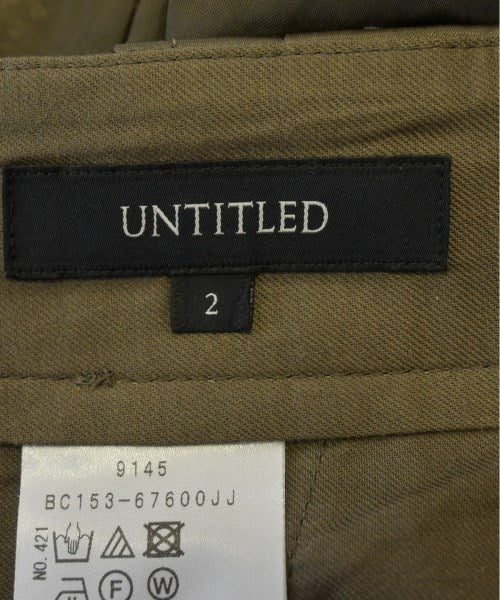 UNTITLED
2
9145
BC153-67600JJ
NO.421
F W